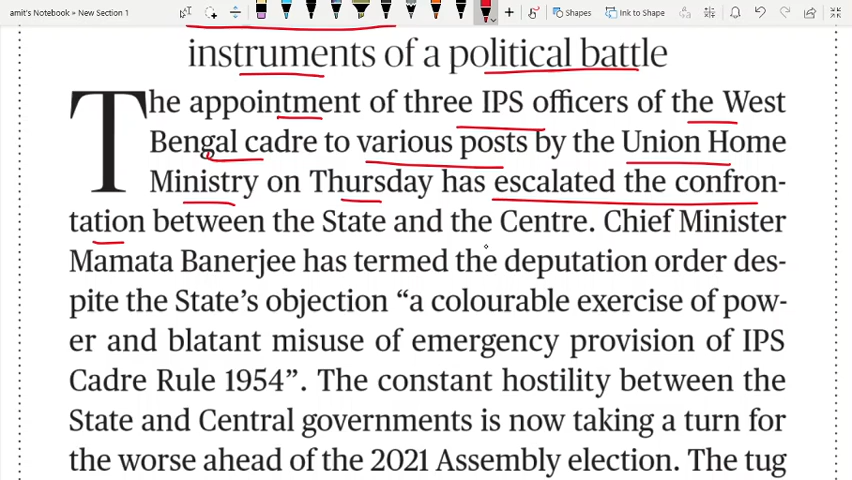 amit's Notebook » New Section 1
Shapes
Ink to Shape
instruments of a political battle
The appointment of three IPS officers of the West
Bengal cadre to various posts by the Union Home
Ministry on Thursday has escalated the confron-
tation between the State and the Centre. Chief Minister
Mamata Banerjee has termed the deputation order des-
pite the State’s objection “a colourable exercise of pow-
er and blatant misuse of emergency provision of IPS
Cadre Rule 1954”. The constant hostility between the
State and Central governments is now taking a turn for
the worse ahead of the 2021 Assembly election. The tug